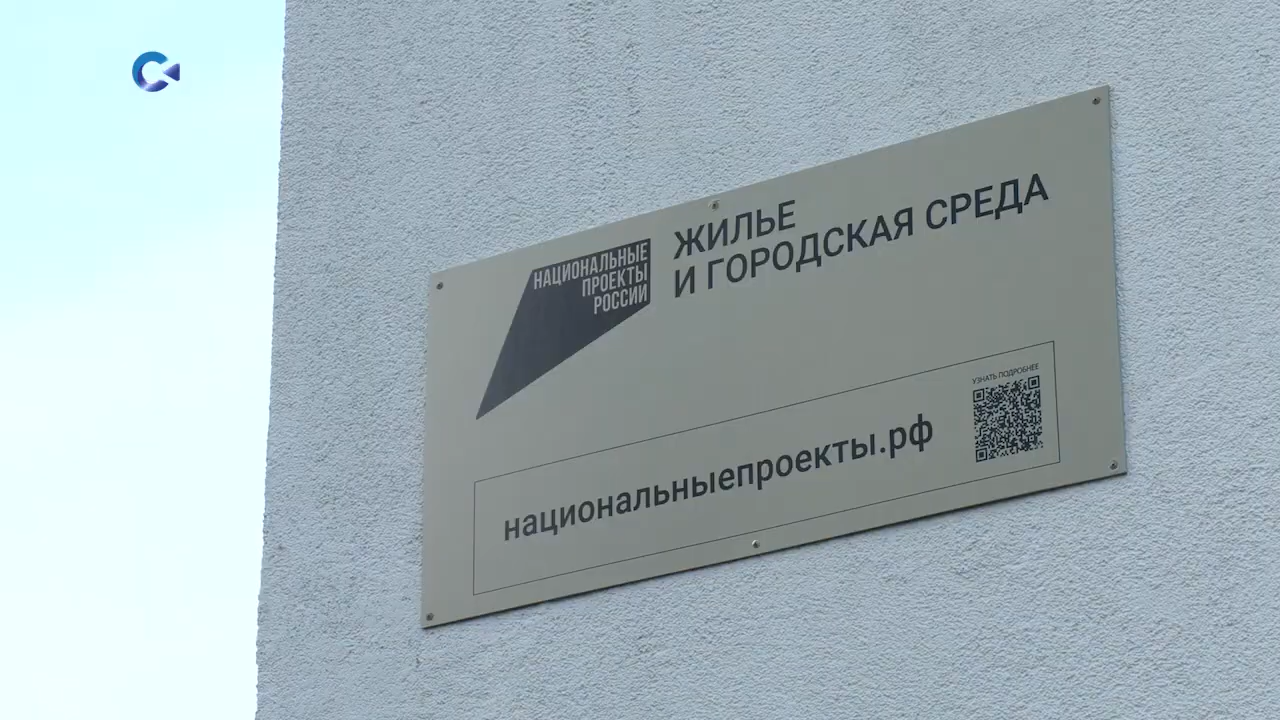 НАЦИОНАЛЬНЫЕ
ПРОЕКТЫ
РОССИИ
ЖИЛЬЕ
И ГОРОДСКАЯ СРЕДА
УЗНАТЬ ПОДРОБНЕЕ
национальныепроекты.рф